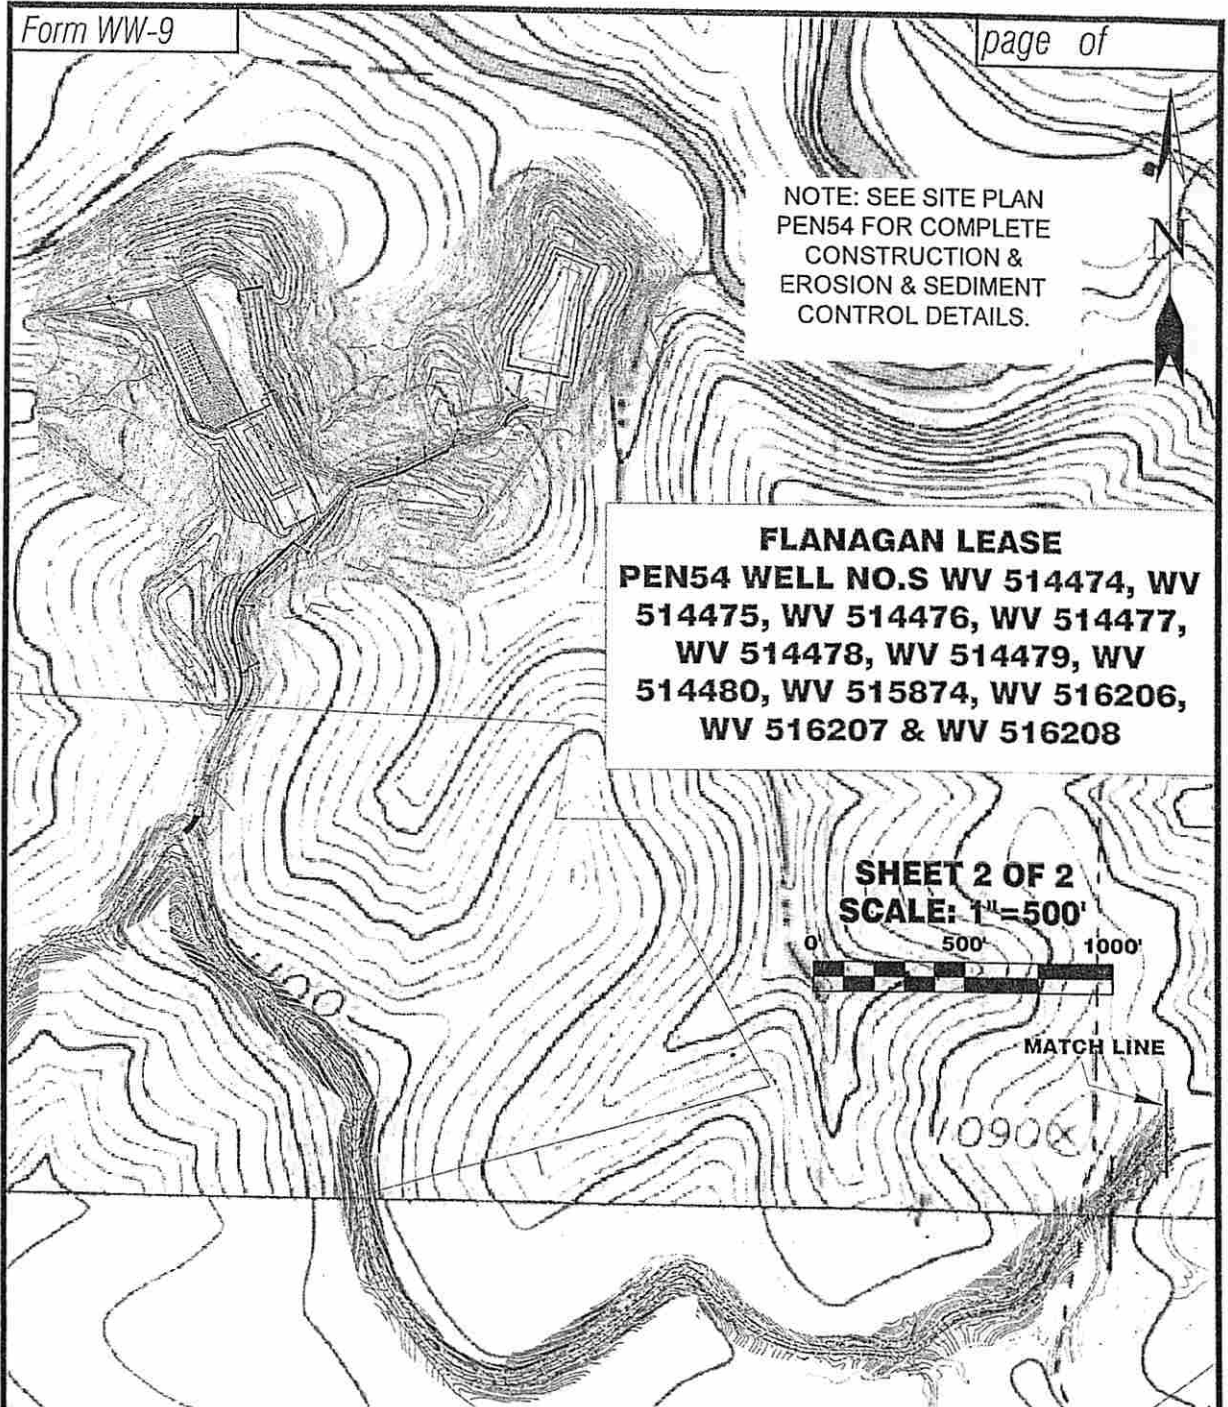 Form WW-9
page of
N
NOTE: SEE SITE PLAN
PEN54 FOR COMPLETE
CONSTRUCTION &
EROSION & SEDIMENT
CONTROL DETAILS.
FLANAGAN LEASE
PEN54 WELL NO.S WV 514474, WV
514475, WV 514476, WV 514477,
WV 514478, WV 514479, WV
514480, WV 515874, WV 516206,
WV 516207 & WV 516208
SHEET 2 OF 2
SCALE: 1"=500'
0 500' 1000'
MATCH LINE
1090